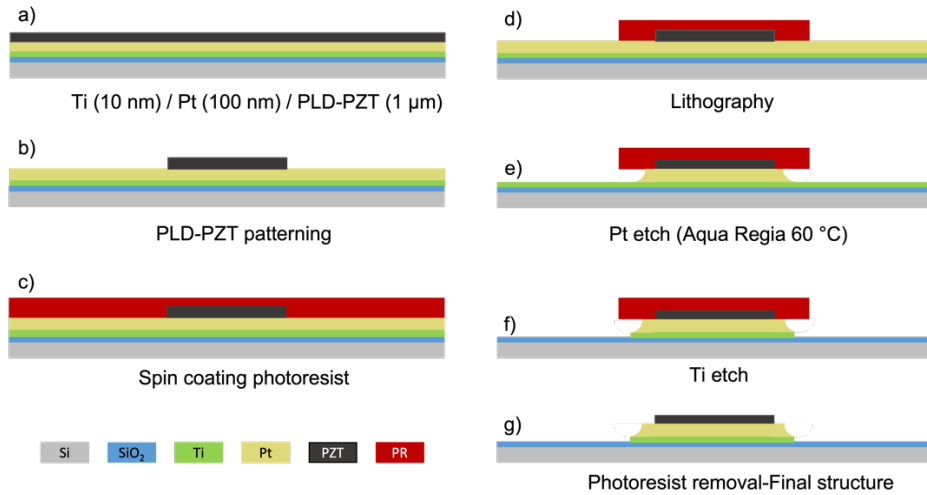 a)
Ti (10 nm) / Pt (100 nm) / PLD-PZT (1 µm)
b)
PLD-PZT patterning
c)
Spin coating photoresist
Si
SiO₂
Ti
Pt
PZT
PR
d)
Lithography
e)
Pt etch (Aqua Regia 60 °C)
f)
Ti etch
g)
Photoresist removal-Final structure